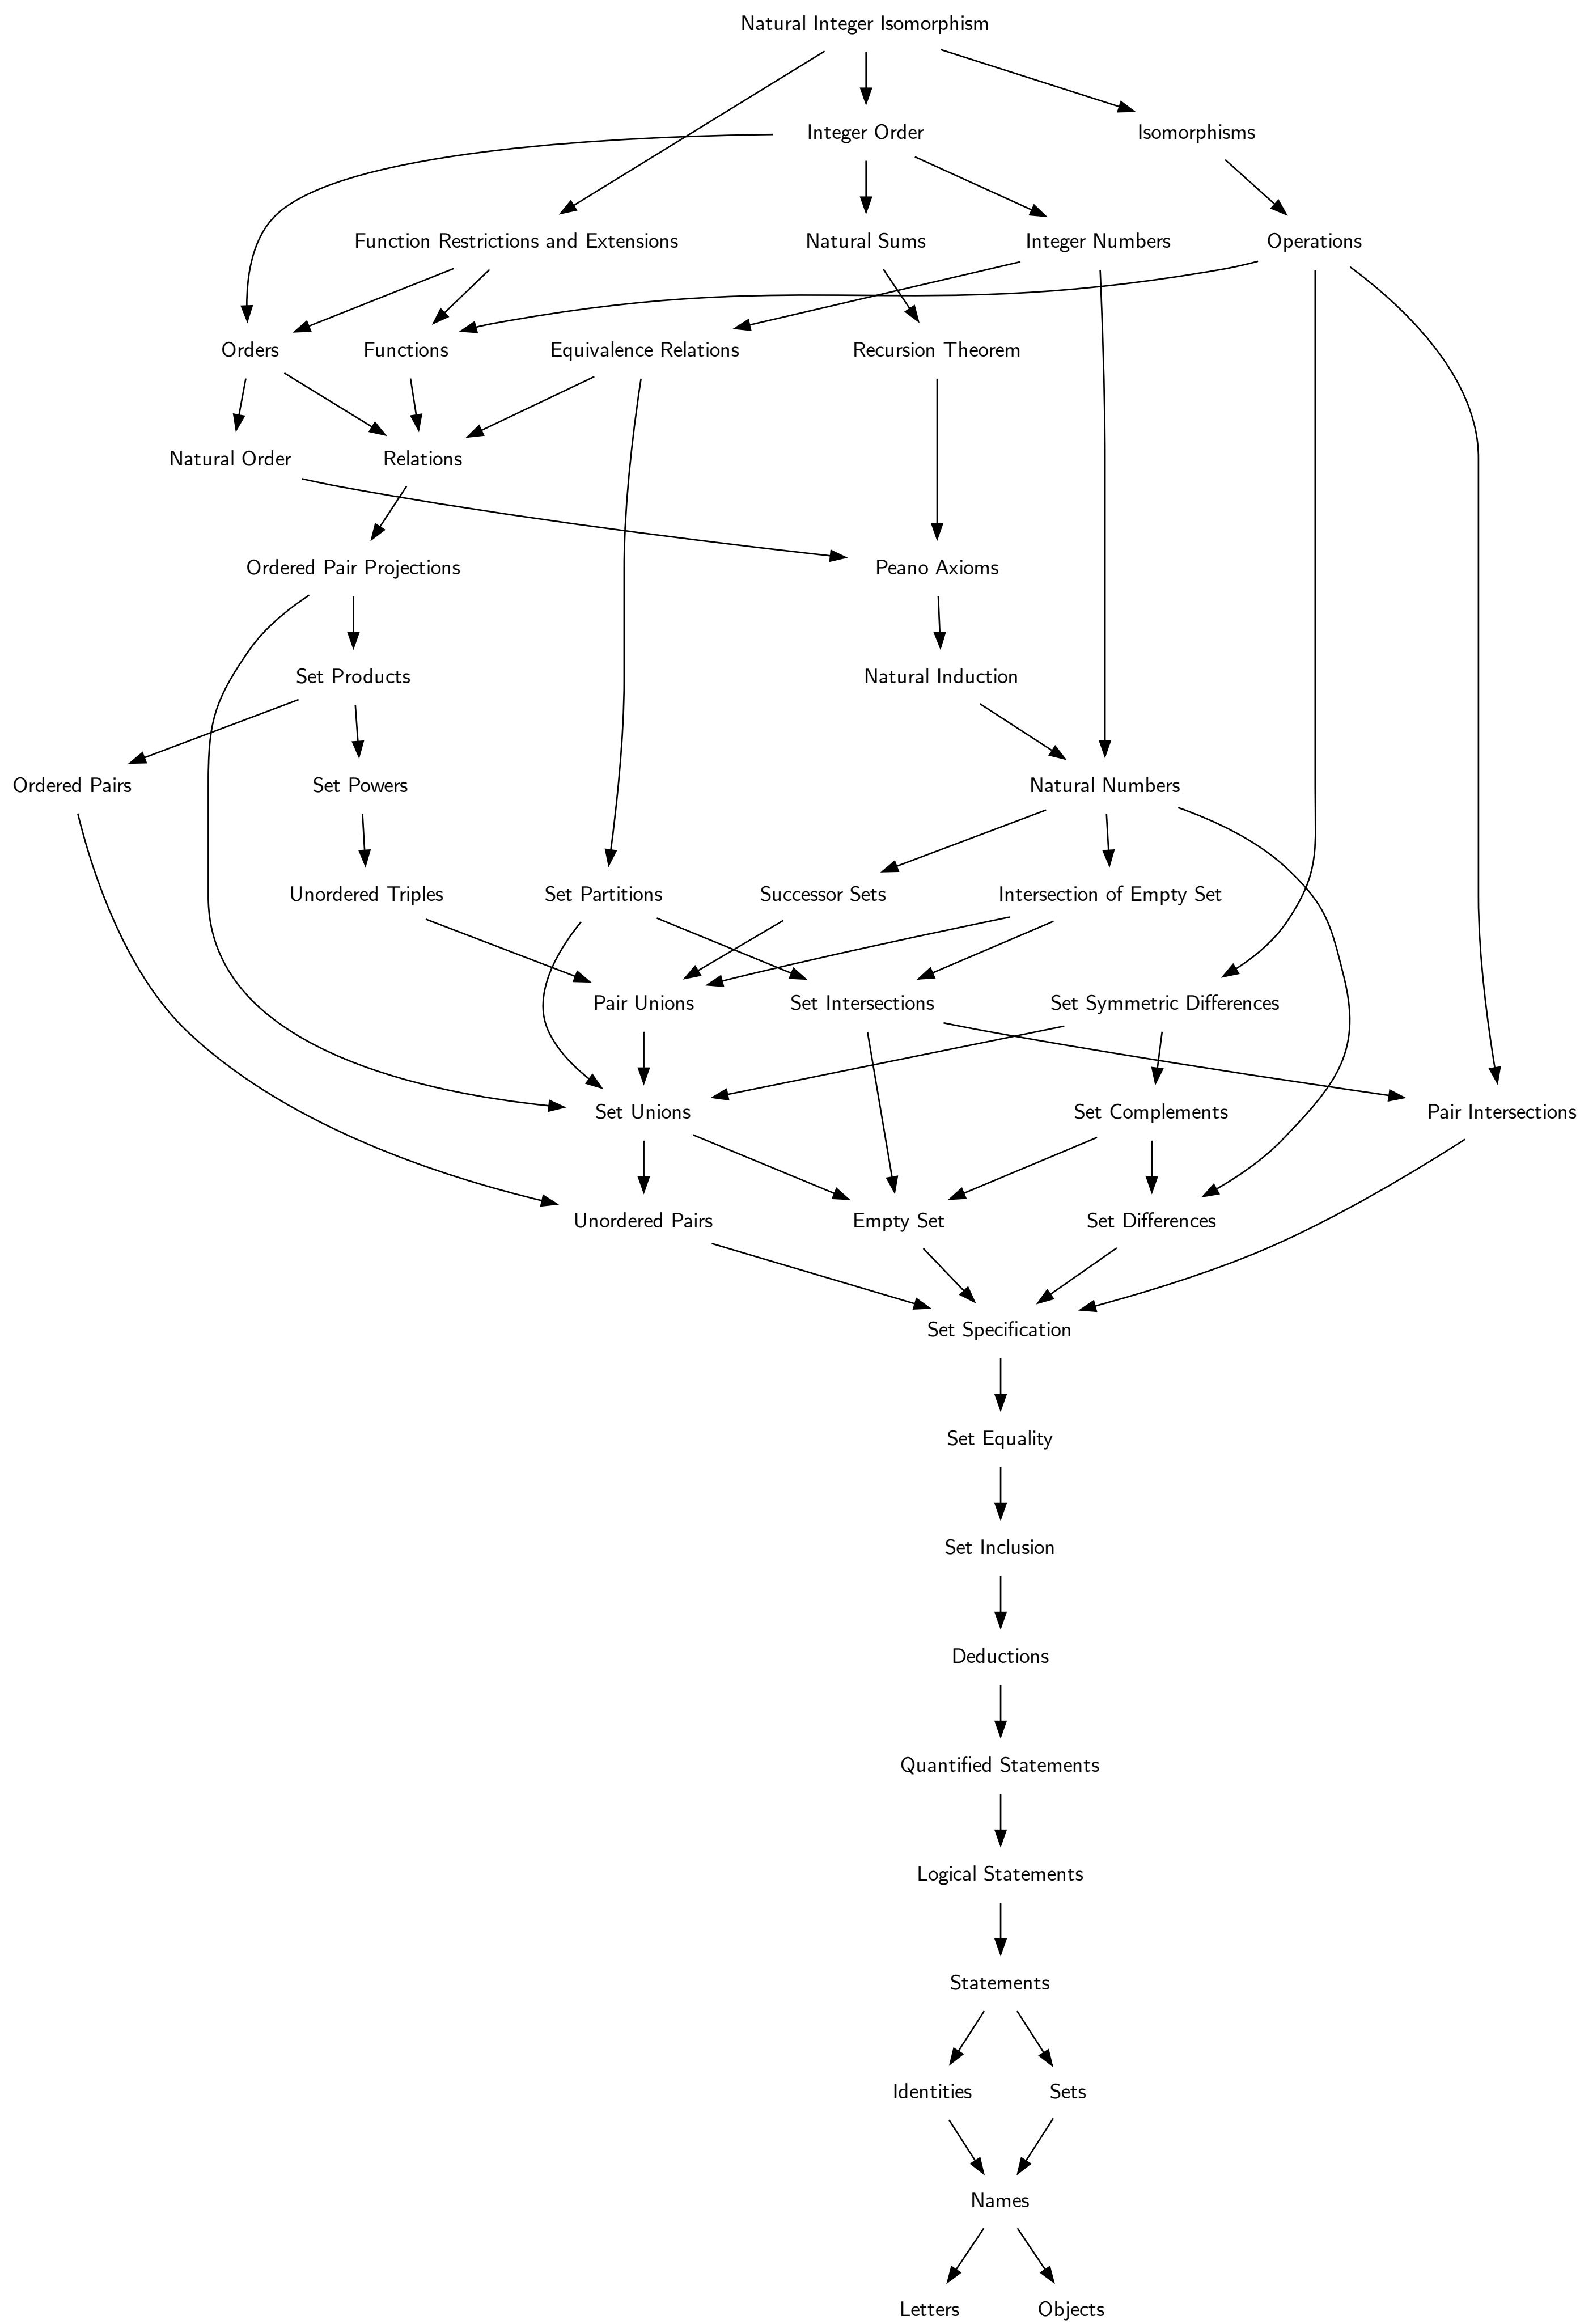 Natural Integer Isomorphism
Integer Order
Isomorphisms
Function Restrictions and Extensions
Natural Sums
Integer Numbers
Operations
Orders
Functions
Equivalence Relations
Recursion Theorem
Natural Order
Relations
Ordered Pair Projections
Peano Axioms
Set Products
Natural Induction
Ordered Pairs
Set Powers
Natural Numbers
Unordered Triples
Set Partitions
Successor Sets
Intersection of Empty Set
Pair Unions
Set Intersections
Set Symmetric Differences
Set Unions
Set Complements
Pair Intersections
Unordered Pairs
Empty Set
Set Differences
Set Specification
Set Equality
Set Inclusion
Deductions
Quantified Statements
Logical Statements
Statements
Identities
Sets
Names
Letters
Objects